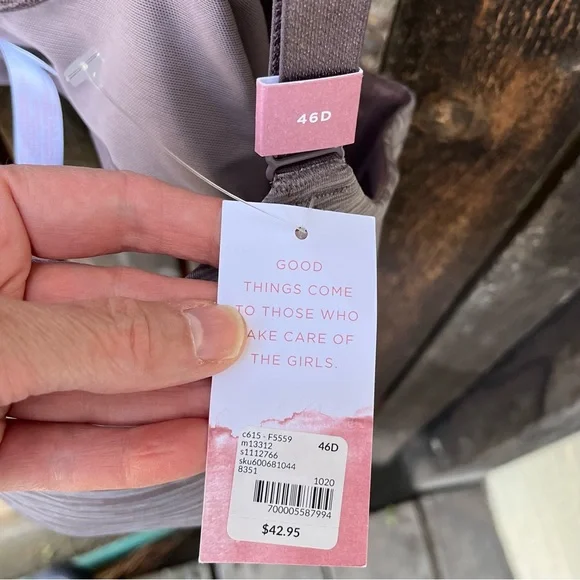 46D
GOOD
THINGS COME
TO THOSE WHO
AKE CARE OF
THE GIRLS.
c615 - F5559 46D
m13312
s1112766
sku600681044
8351
1020
700005587994
$42.95